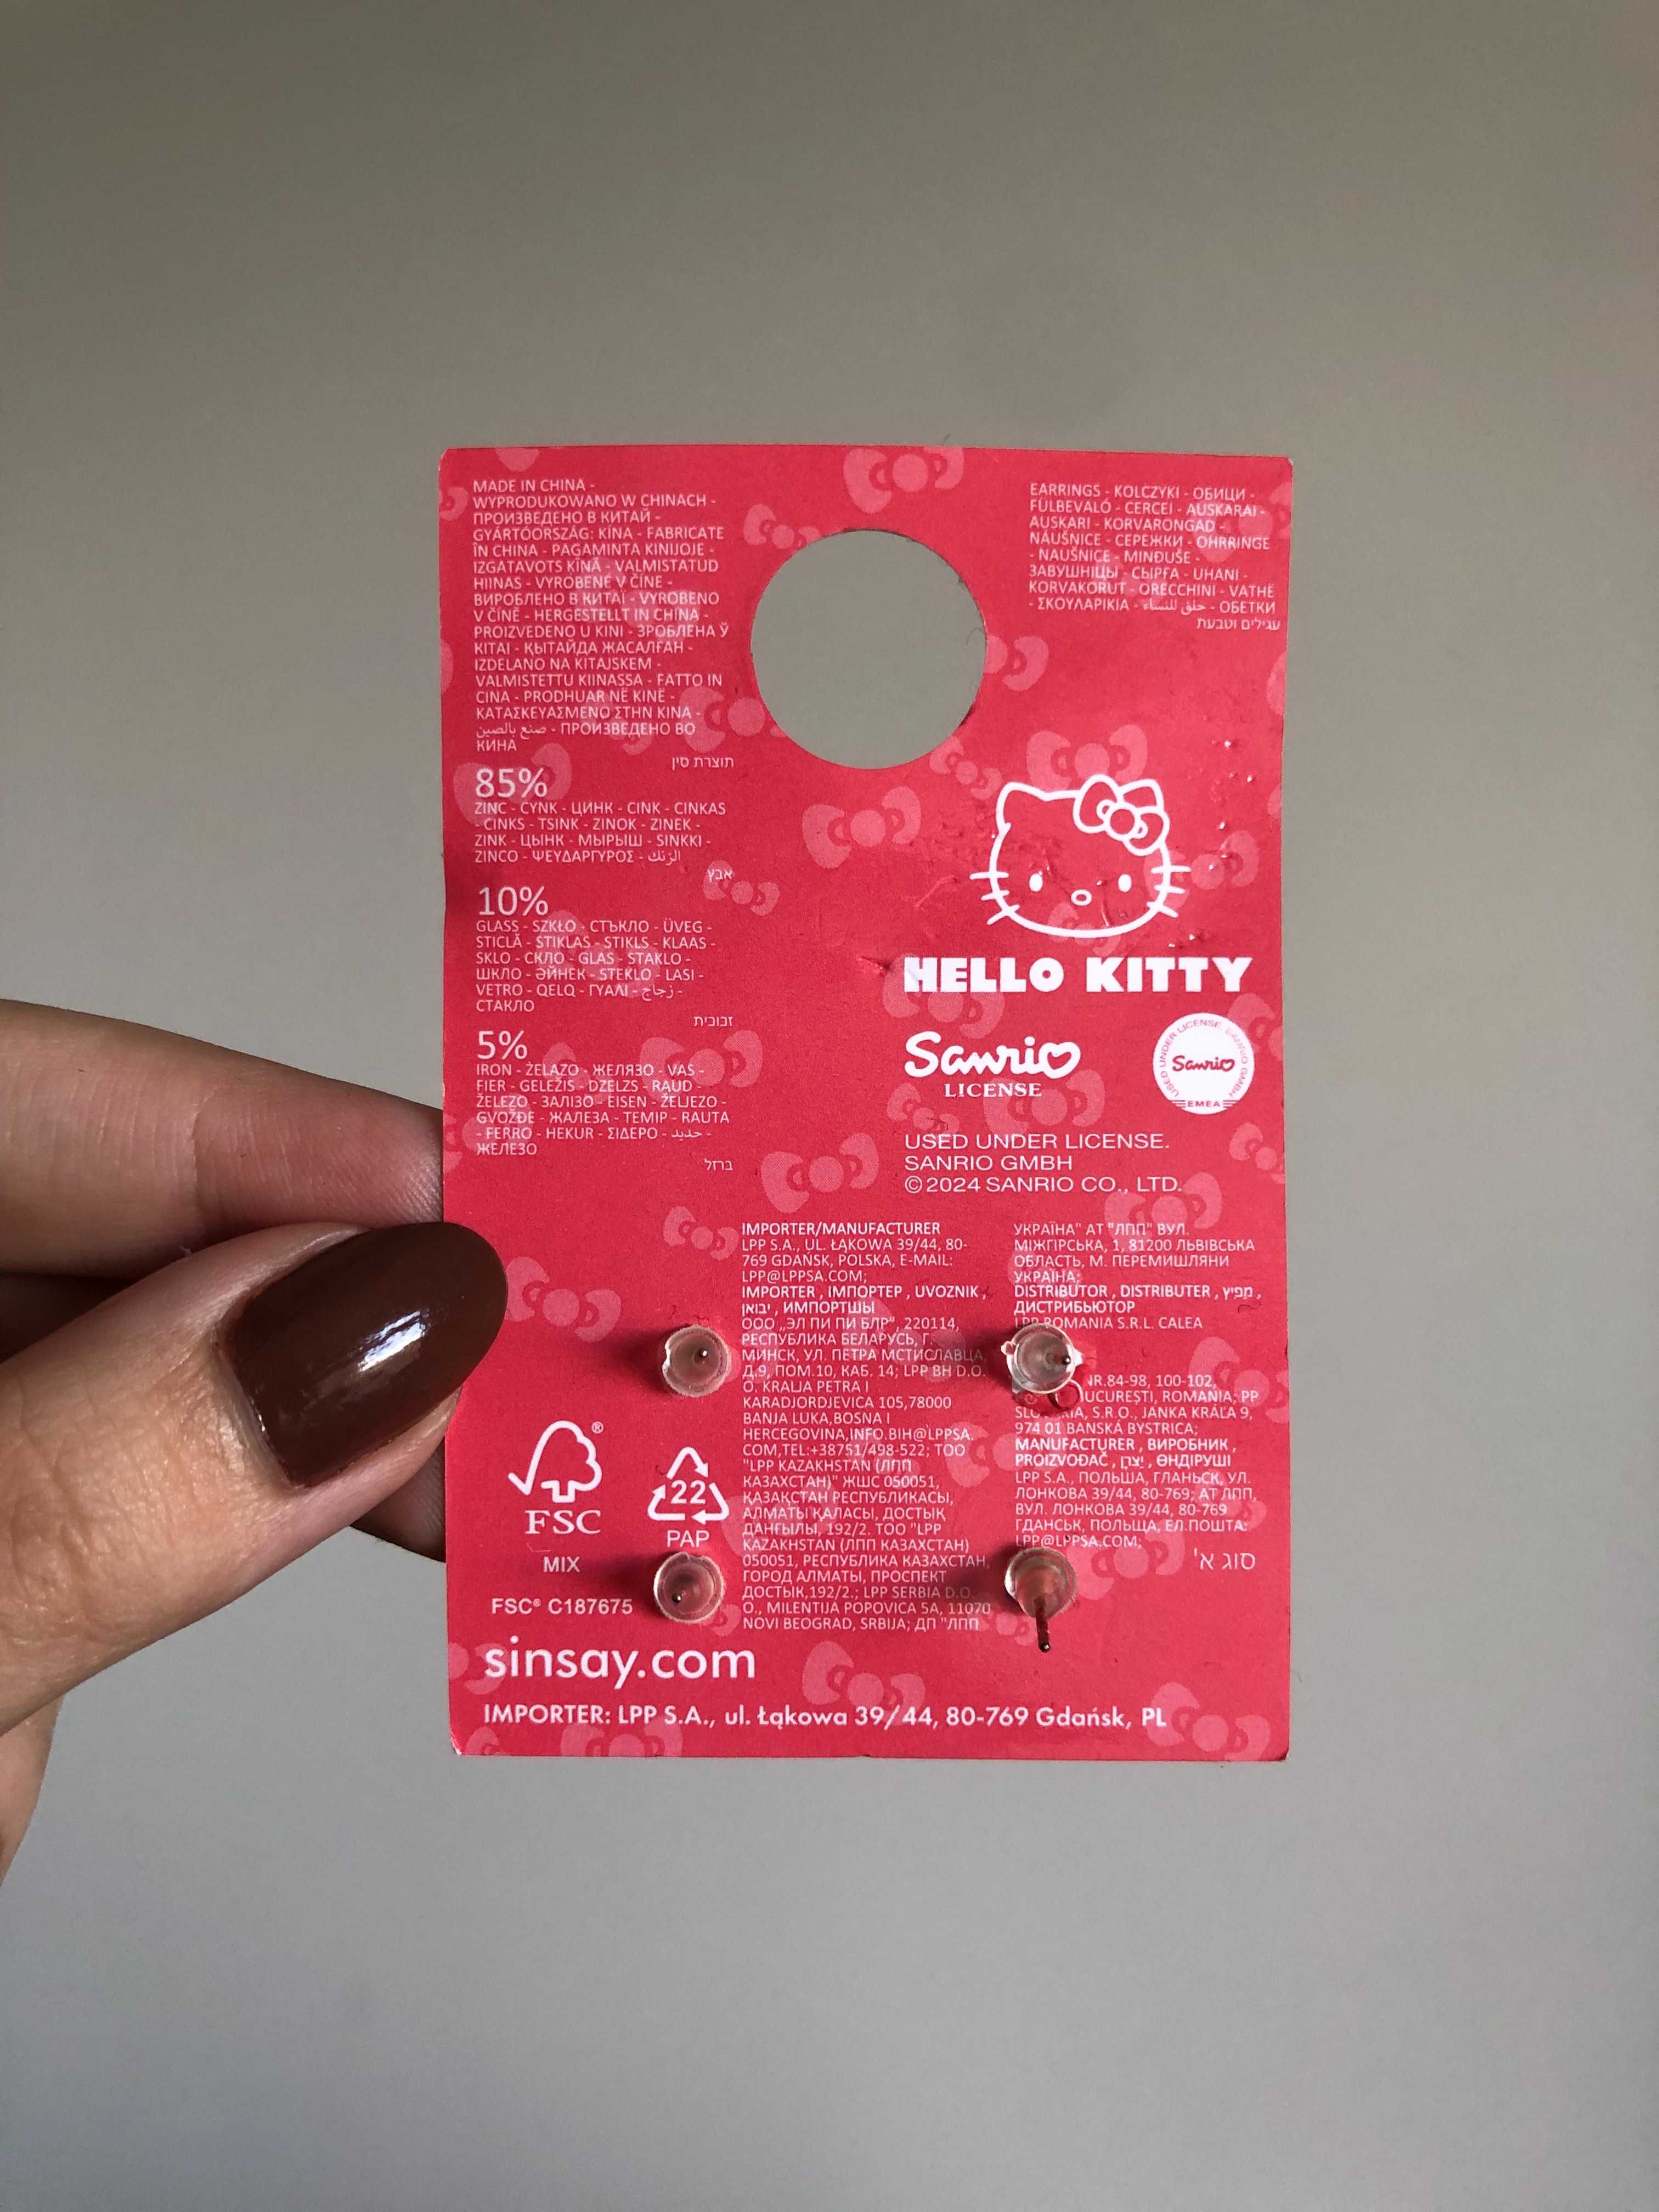 MADE IN CHINA -
WYPRODUKOWANO W CHINACH -
ПРОИЗВЕДЕНО В КИТАЙ -
GYÁRTÓORSZÁG: KÍNA - FABRICATE
ÎN CHINA - PAGAMINTA KINIJOJE -
IZGATAVOTS KĪNĀ - VALMISTATUD
HIINAS - VYROBENÉ V ČÍNE -
ВИРОБЛЕНО В КИТАЇ - VYROBENO
V ČÍNĚ - HERGESTELLT IN CHINA -
PROIZVEDENO U KINI - ЗРОБЛЕНА Ў
КІТАІ - ҚЫТАЙДА ЖАСАЛҒАН -
IZDELANO NA KITAJSKEM -
VALMISTETTU KIINASSA - FATTO IN
CINA - PRODHUAR NË KINË -
ΚΑΤΑΣΚΕΥΑΣΜΕΝΟ ΣΤΗΝ ΚΙΝΑ -
صنع بالصين - ПРОИЗВЕДЕНО ВО
КИНА
תוצרת סין
85%
ZINC - CYNK - ЦИНК - CINK - CINKAS
- CINKS - TSINK - ZINOK - ZINEK -
ZINK - ЦЫНК - МЫРЫШ - SINKKI -
ZINCO - ΨΕΥΔΑΡΓΥΡΟΣ - الزنك
אבץ
10%
GLASS - SZKŁO - СТЪКЛО - ÜVEG -
STICLĂ - STIKLAS - STIKLS - KLAAS -
SKLO - СКЛО - GLAS - STAKLO -
ШКЛО - ӘЙНЕК - STEKLO - LASI -
VETRO - QELQ - ΓΥΑΛΙ - زجاج -
СТАКЛО
זכוכית
5%
IRON - ŻELAZO - ЖЕЛЯЗО - VAS -
FIER - GELEŽIS - DZELZS - RAUD -
ŽELEZO - ЗАЛІЗО - EISEN - ŽELJEZO -
GVOŽĐE - ЖАЛЕЗА - ТЕМІР - RAUTA
- FERRO - HEKUR - ΣΙΔΕΡΟ - حديد -
ЖЕЛЕЗО
ברזל
EARRINGS - KOLCZYKI - ОБИЦИ -
FÜLBEVALÓ - CERCEI - AUSKARAI -
AUSKARI - KORVARÕNGAD -
NÁUŠNICE - СЕРЕЖКИ - OHRRINGE
- NAUŠNICE - MINĐUŠE -
ЗАВУШНІЦЫ - СЫРҒА - UHANI -
KORVAKORUT - ORECCHINI - VATHË
- ΣΚΟΥΛΑΡΙΚΙΑ - حلق للنساء - ОБЕТКИ
עגילים וטבעת
HELLO KITTY
Sanrio
LICENSE
USED UNDER LICENSE. SANRIO GMBH
Sanrio
EMEA
USED UNDER LICENSE.
SANRIO GMBH
© 2024 SANRIO CO., LTD.
IMPORTER/MANUFACTURER
LPP S.A., UL. ŁĄKOWA 39/44, 80-
769 GDAŃSK, POLSKA, E-MAIL:
LPP@LPPSA.COM;
IMPORTER , ІМПОРТЕР , UVOZNIK ,
יבואן , ИМПОРТШЫ
ООО „ЭЛ ПИ ПИ БЛР", 220114,
РЕСПУБЛИКА БЕЛАРУСЬ, Г.
МИНСК, УЛ. ПЕТРА МСТИСЛАВЦА,
Д.9, ПОМ.10, КАБ. 14; LPP BH D.O.
O. KRALJA PETRA I
KARADJORDJEVICA 105,78000
BANJA LUKA,BOSNA I
HERCEGOVINA,INFO.BIH@LPPSA.
COM,TEL:+38751/498-522; ТОО
"LPP KAZAKHSTAN (ЛПП
КАЗАХСТАН)" ЖШС 050051,
ҚАЗАҚСТАН РЕСПУБЛИКАСЫ,
АЛМАТЫ ҚАЛАСЫ, ДОСТЫҚ
ДАҢҒЫЛЫ, 192/2. ТОО "LPP
KAZAKHSTAN (ЛПП КАЗАХСТАН)
050051, РЕСПУБЛИКА КАЗАХСТАН,
ГОРОД АЛМАТЫ, ПРОСПЕКТ
ДОСТЫК,192/2.; LPP SERBIA D.O.
O., MILENTIJA POPOVICA 5A, 11070
NOVI BEOGRAD, SRBIJA; ДП "ЛПП
УКРАЇНА" АТ "ЛПП" ВУЛ.
МІЖГІРСЬКА, 1, 81200 ЛЬВІВСЬКА
ОБЛАСТЬ, М. ПЕРЕМИШЛЯНИ
УКРАЇНА;
DISTRIBUTOR , DISTRIBUTER , מפיץ ,
ДИСТРИБЬЮТОР
LPP ROMANIA S.R.L. CALEA
NR.84-98, 100-102,
BUCUREȘTI, ROMANIA; PP
SLOVAKIA, S.R.O., JANKA KRÁĽA 9,
974 01 BANSKÁ BYSTRICA;
MANUFACTURER , ВИРОБНИК ,
PROIZVOĐAČ , יצרן , ӨНДІРУШІ
LPP S.A., ПОЛЬША, ГДАНЬСК, УЛ.
ЛОНКОВА 39/44, 80-769; АТ ЛПП,
ВУЛ. ЛОНКОВА 39/44, 80-769
ГДАНСЬК, ПОЛЬЩА, ЕЛ.ПОШТА:
LPP@LPPSA.COM;
סוג א'
®
FSC
MIX
FSC® C187675
22
PAP
sinsay.com
IMPORTER: LPP S.A., ul. Łąkowa 39/44, 80-769 Gdańsk, PL